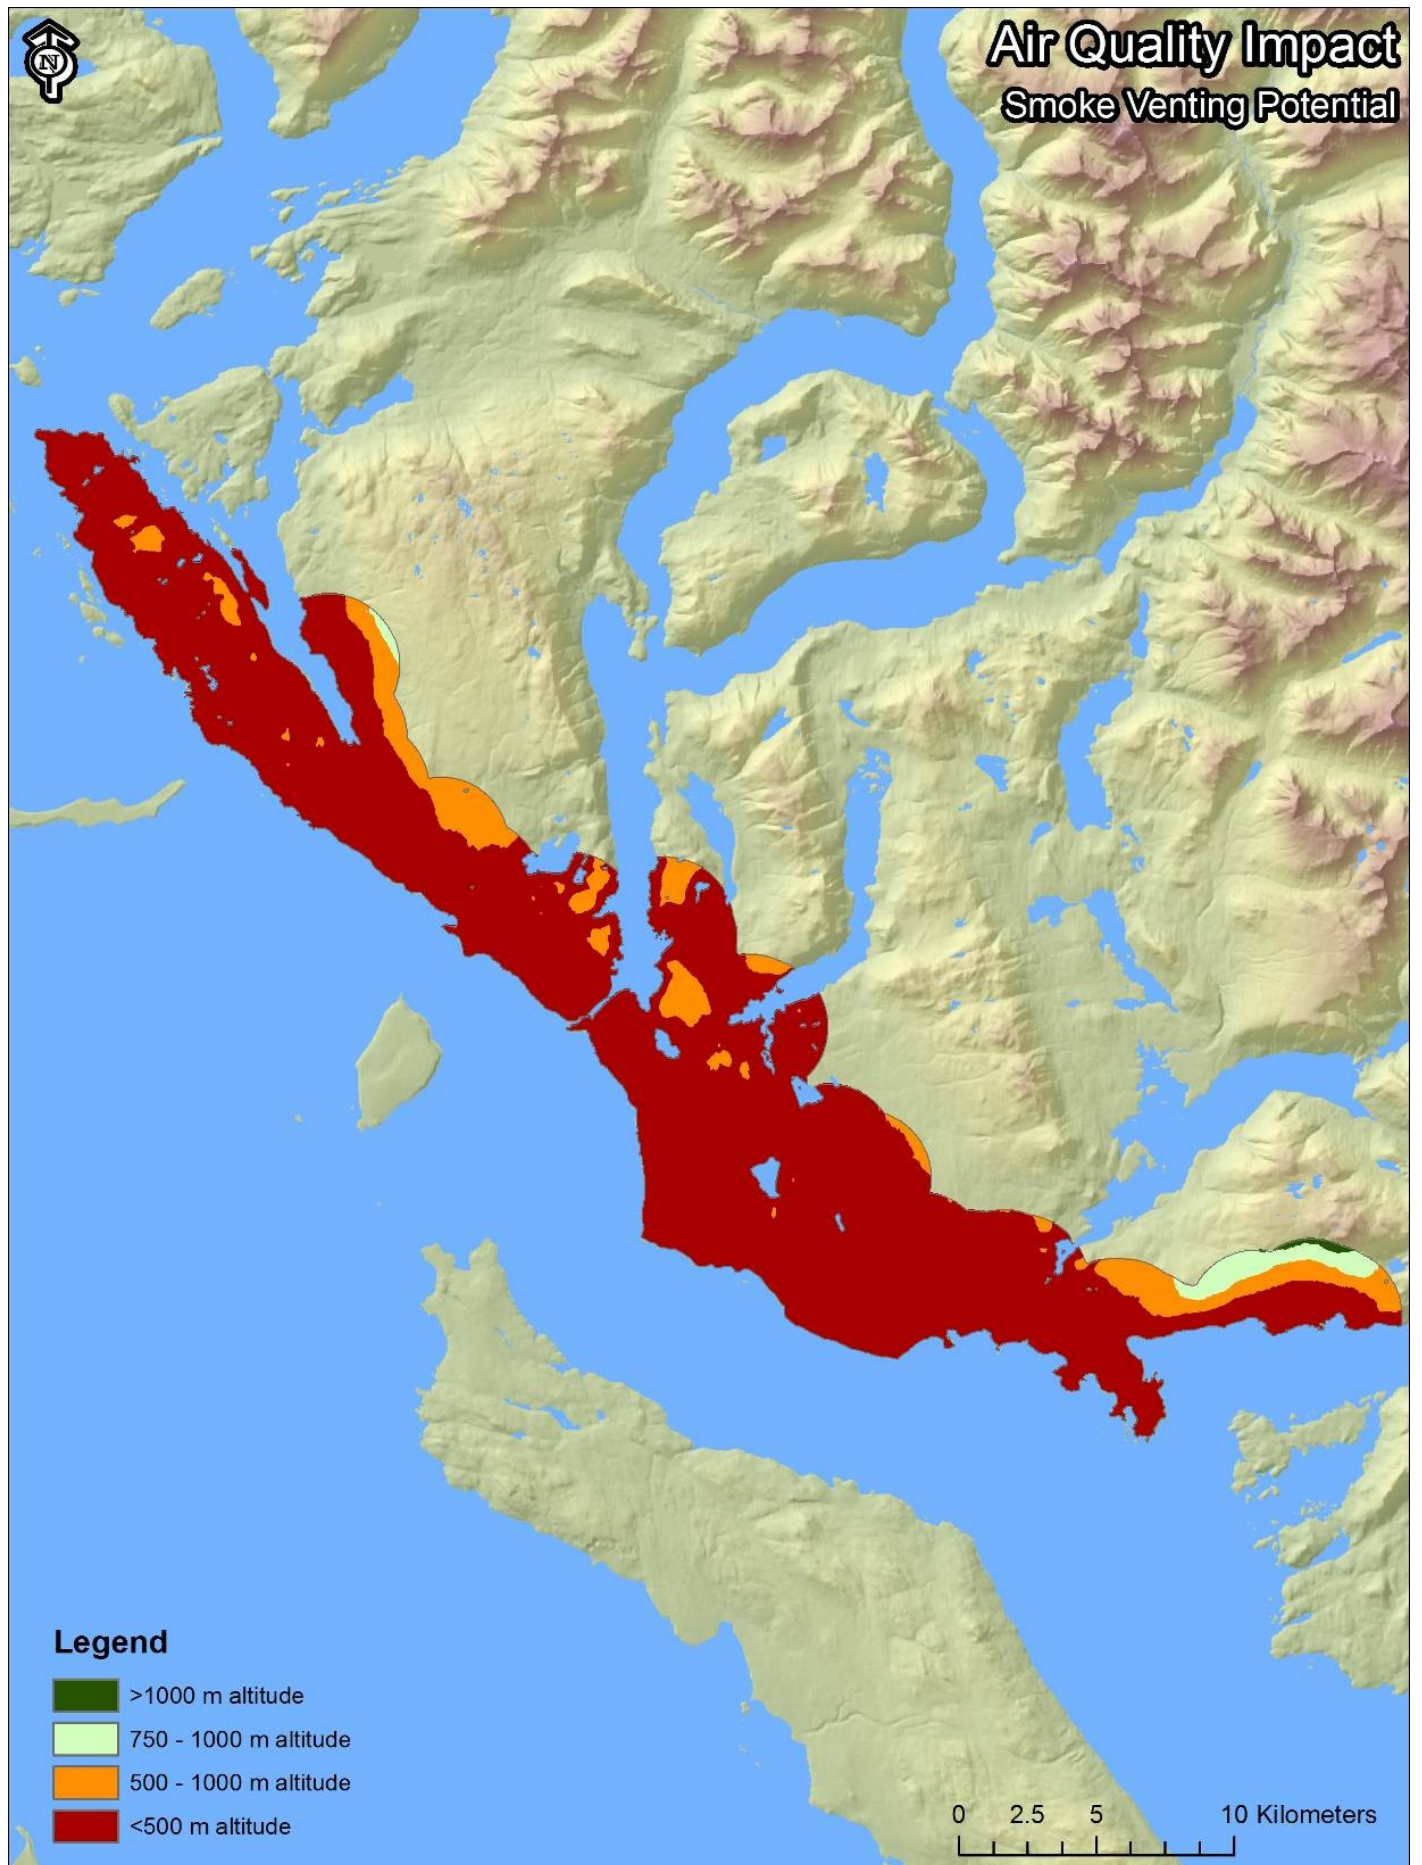 N
Air Quality Impact
Smoke Venting Potential
Legend
>1000 m altitude
750 - 1000 m altitude
500 - 1000 m altitude
<500 m altitude
0 2.5 5 10 Kilometers